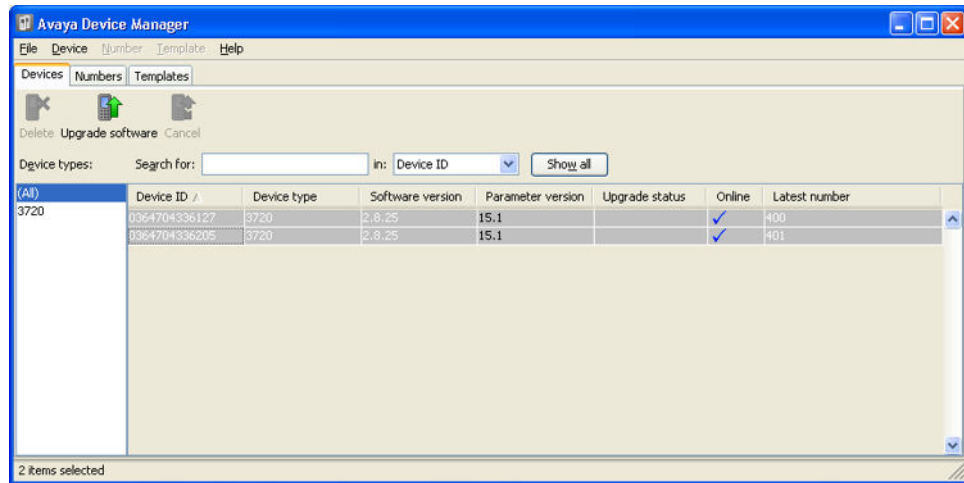 Avaya Device Manager
File Device Number Template Help
Devices Numbers Templates
Delete Upgrade software Cancel
Device types: Search for: in: Device ID Show all
(All) Device ID Device type Software version Parameter version Upgrade status Online Latest number
3720 0364704336127 3720 2.8.25 15.1 400
0364704336205 3720 2.8.25 15.1 401
2 items selected